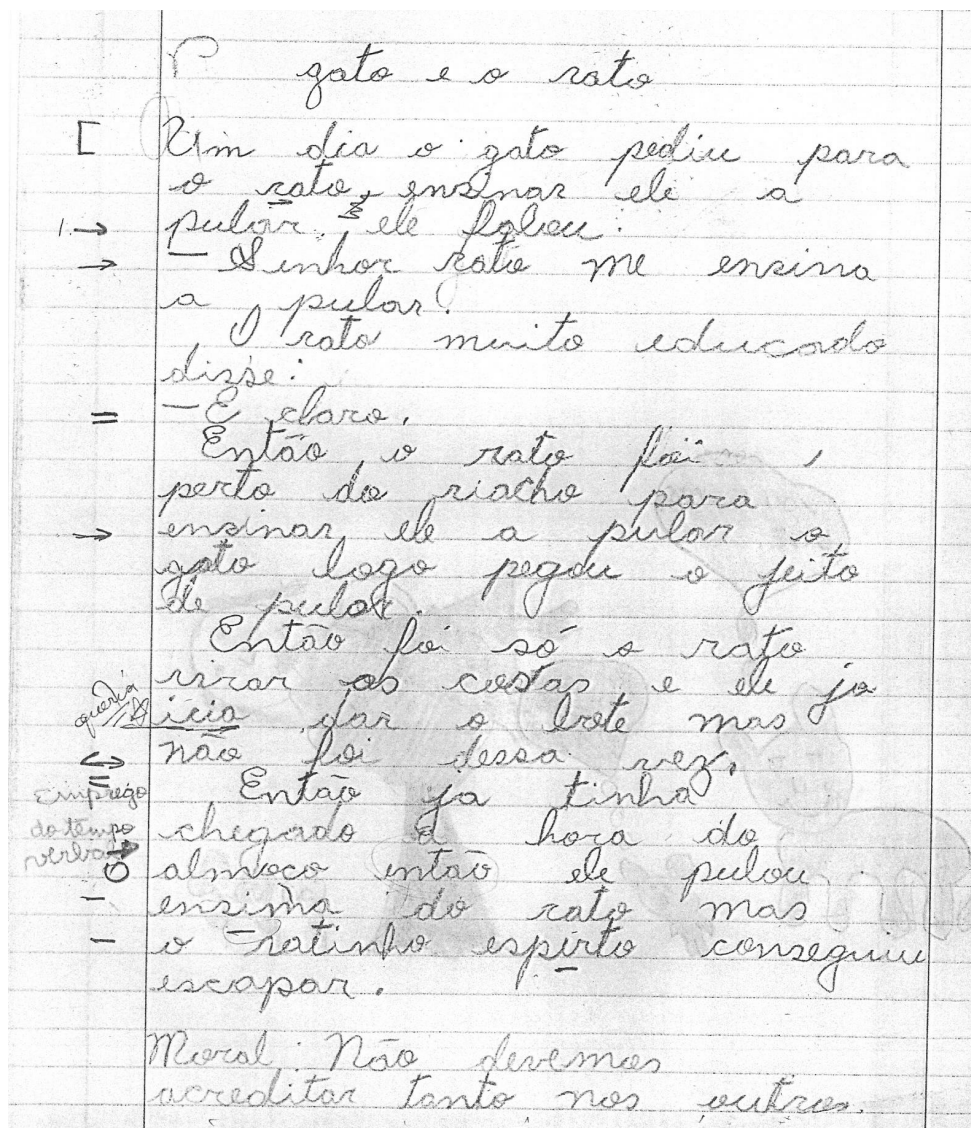 O gato e o rato
[ Um dia o gato pediu para
o rato, ensinar ele a
1. → pular, ele falou:
→ — Senhor rato me ensina
a pular.
O rato muito educado
disse:
= — E claro.
Então o rato foi
perto do riacho para
→ ensinar ele a pular o
gato logo pegou o jeito
de pular.
Então foi só o rato
virar as costas e ele ja
queria icia dar o bote mas
não foi dessa vez.
Então ja tinha
Emprego
do tempo
verbal
chegado a hora do
almoco então ele pulou
— ensima do rato mas
— o ratinho espirto conseguiu
escapar.
Moral: Não devemos
acreditar tanto nos outros.